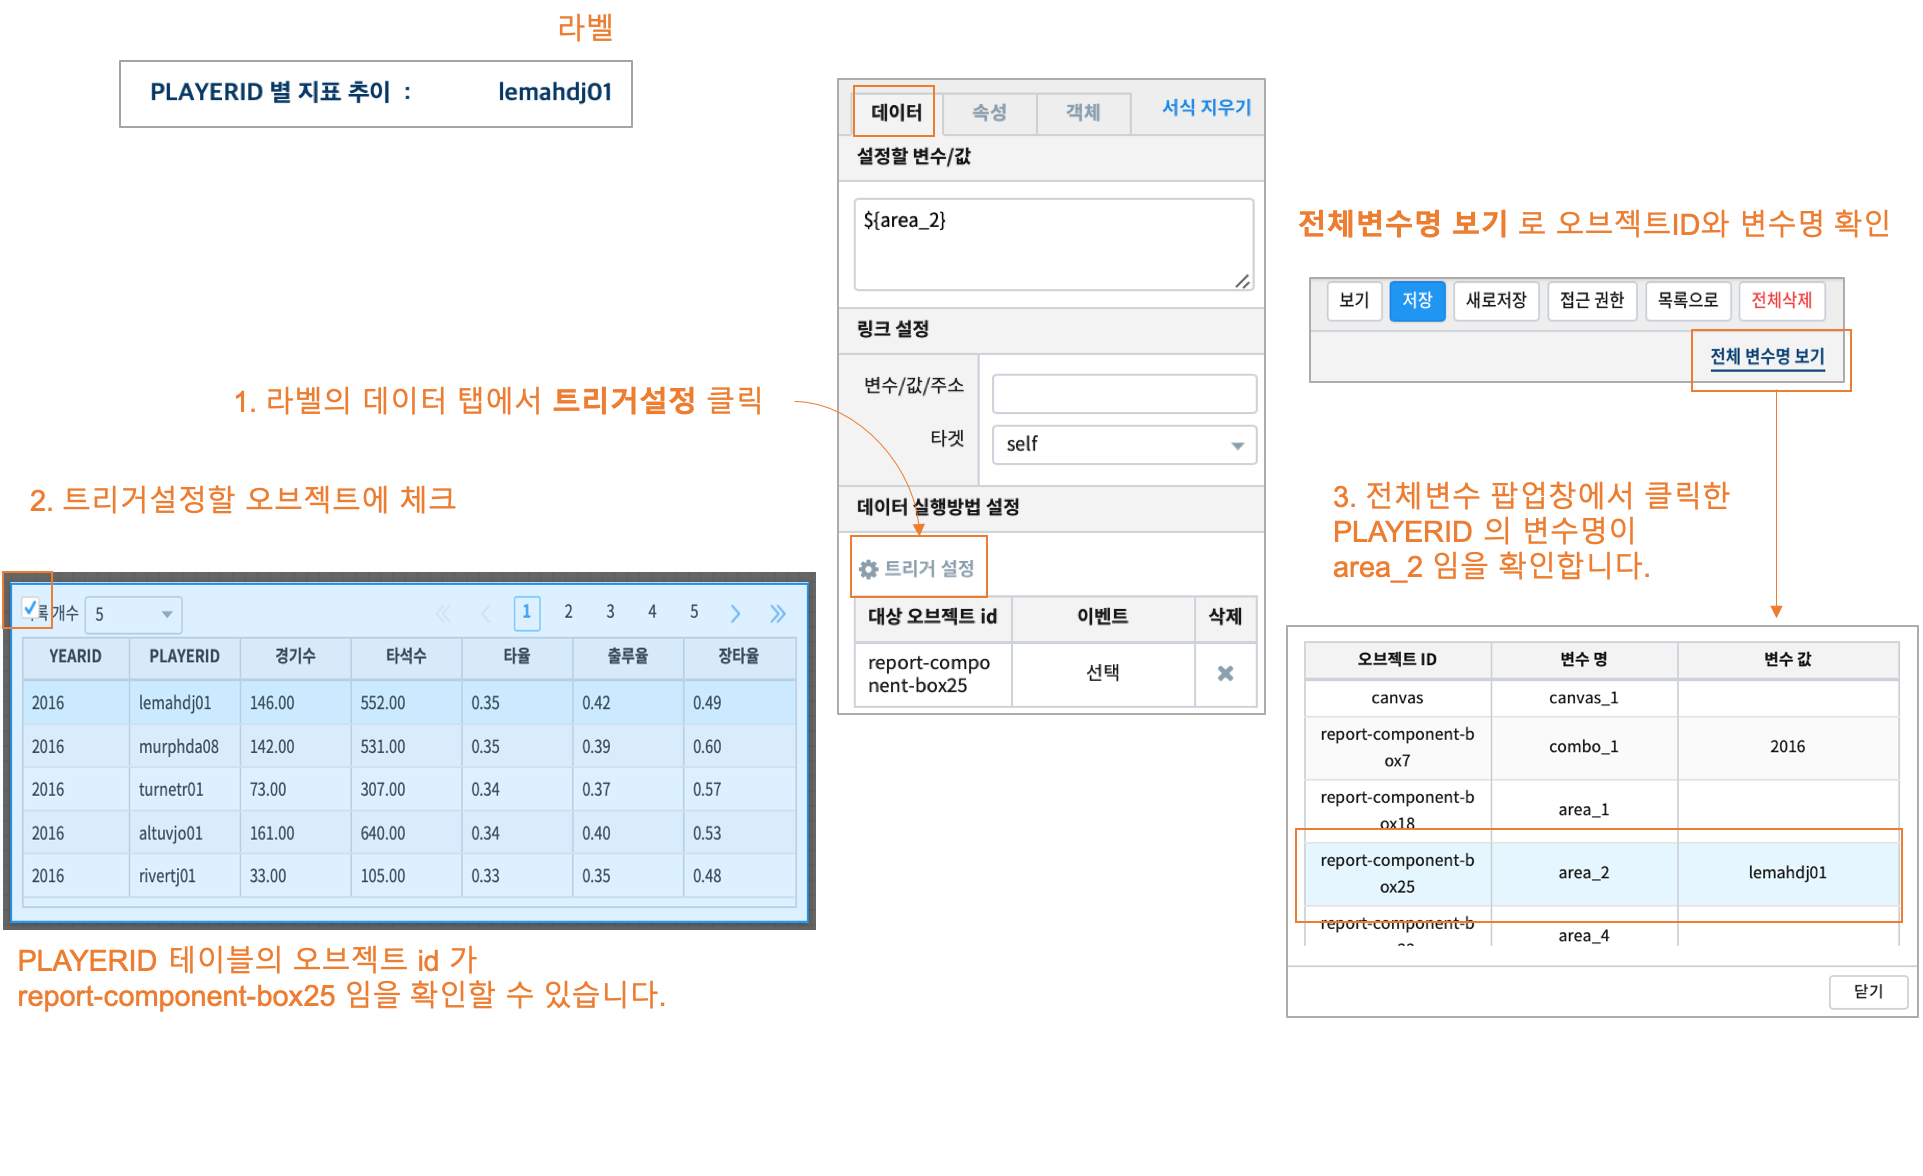 라벨
PLAYERID 별 지표 추이 : lemahdj01
1. 라벨의 데이터 탭에서 트리거설정 클릭
2. 트리거설정할 오브젝트에 체크
개수 5 1 2 3 4 5
YEARID PLAYERID 경기수 타석수 타율 출루율 장타율
2016 lemahdj01 146.00 552.00 0.35 0.42 0.49
2016 murphda08 142.00 531.00 0.35 0.39 0.60
2016 turnetr01 73.00 307.00 0.34 0.37 0.57
2016 altuvjo01 161.00 640.00 0.34 0.40 0.53
2016 rivertj01 33.00 105.00 0.33 0.35 0.48
PLAYERID 테이블의 오브젝트 id 가
report-component-box25 임을 확인할 수 있습니다.
데이터 속성 객체 서식 지우기
설정할 변수/값
${area_2}
링크 설정
변수/값/주소
타겟 self
데이터 실행방법 설정
트리거 설정
대상 오브젝트 id 이벤트 삭제
report-compo
nent-box25 선택
전체변수명 보기 로 오브젝트ID와 변수명 확인
보기 저장 새로저장 접근 권한 목록으로 전체삭제
전체 변수명 보기
3. 전체변수 팝업창에서 클릭한
PLAYERID 의 변수명이
area_2 임을 확인합니다.
오브젝트 ID 변수 명 변수 값
canvas canvas_1
report-component-b
ox7 combo_1 2016
report-component-b
ox18 area_1
report-component-b
ox25 area_2 lemahdj01
report-component-b
area_4
닫기